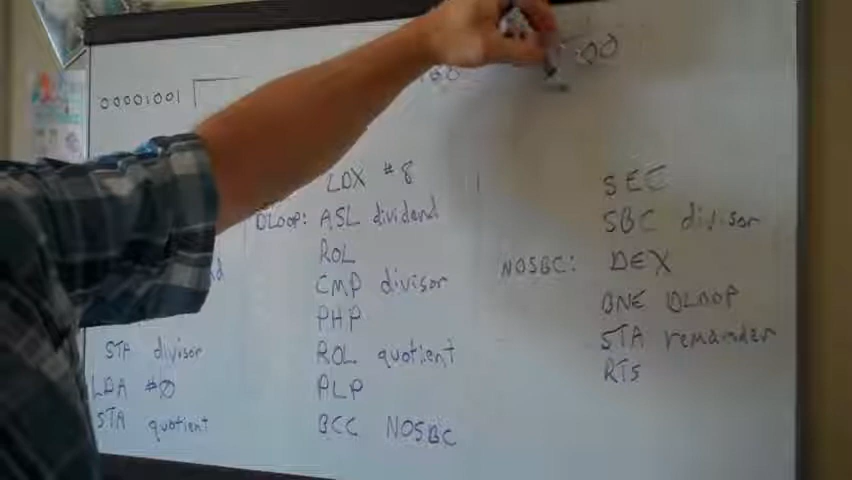 00001001
STA divisor
LDA #0
STA quotient
LDX #8
DLOOP: ASL dividend
ROL
CMP divisor
PHP
ROL quotient
PLP
BCC NOSBC
SEC
SBC divisor
NOSBC: DEX
BNE DLOOP
STA remainder
RTS